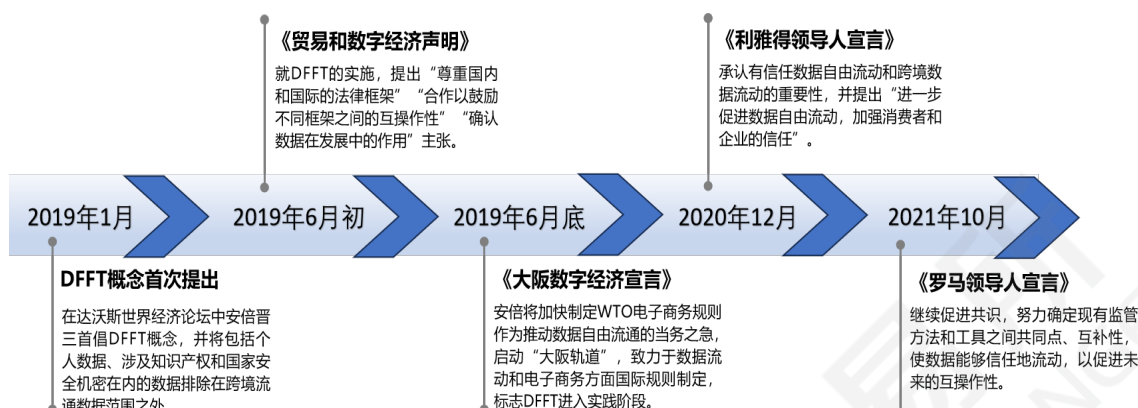 《贸易和数字经济声明》
就DFFT的实施，提出“尊重国内
和国际的法律框架”“合作以鼓励
不同框架之间的互操作性”“确认
数据在发展中的作用”主张。
《利雅得领导人宣言》
承认有信任数据自由流动和跨境数
据流动的重要性，并提出“进一步
促进数据自由流动，加强消费者和
企业的信任”。
2019年1月
2019年6月初
2019年6月底
2020年12月
2021年10月
DFFT概念首次提出
在达沃斯世界经济论坛中安倍晋
三首倡DFFT概念，并将包括个
人数据、涉及知识产权和国家安
全机密在内的数据排除在跨境流
通数据范围之外
《大阪数字经济宣言》
安倍将加快制定WTO电子商务规则
作为推动数据自由流通的当务之急，
启动“大阪轨道”，致力于数据流
动和电子商务方面国际规则制定，
标志DFFT进入实践阶段。
《罗马领导人宣言》
继续促进共识，努力确定现有监管
方法和工具之间共同点、互补性，
使数据能够信任地流动，以促进未
来的互操作性。